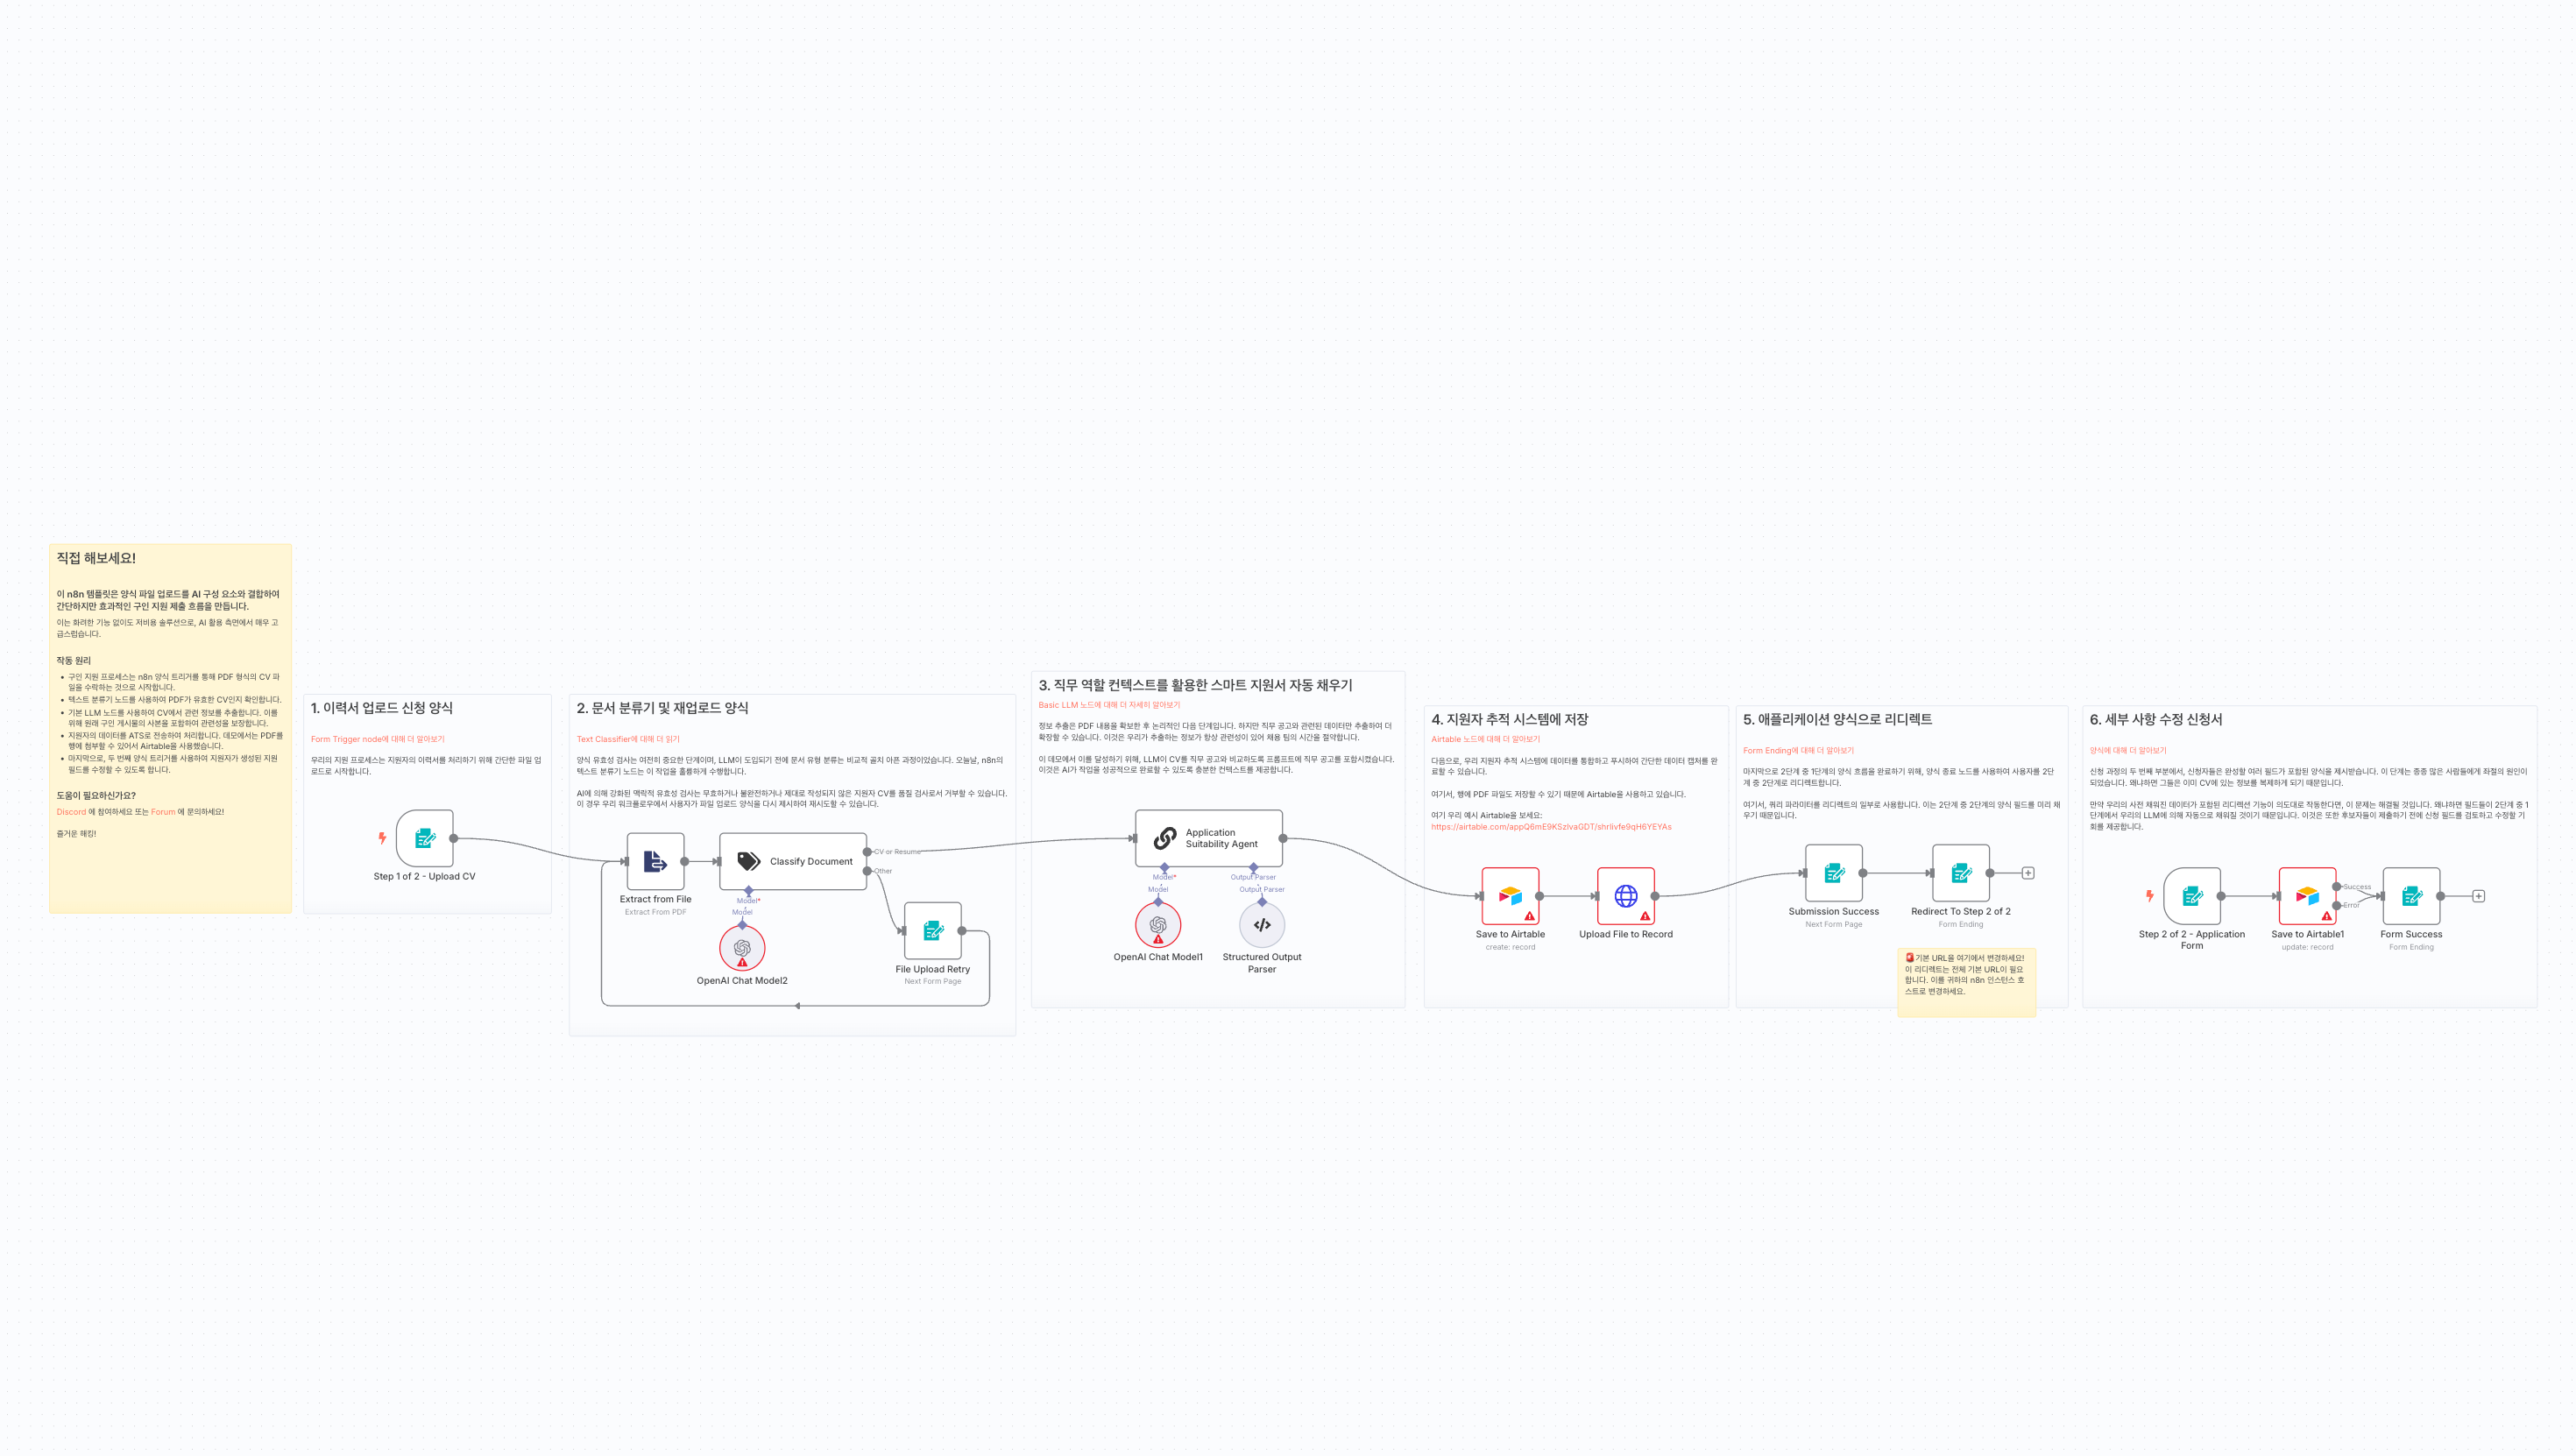 직접 해보세요!
이 n8n 템플릿은 양식 파일 업로드를 AI 구성 요소와 결합하여
간단하지만 효과적인 구인 지원 제출 흐름을 만듭니다.
이는 화려한 기능 없이도 저비용 솔루션으로, AI 활용 측면에서 매우 고
급스럽습니다.
작동 원리
• 구인 지원 프로세스는 n8n 양식 트리거를 통해 PDF 형식의 CV 파
일을 수락하는 것으로 시작합니다.
• 텍스트 분류기 노드를 사용하여 PDF가 유효한 CV인지 확인합니다.
• 기본 LLM 노드를 사용하여 CV에서 관련 정보를 추출합니다. 이를
위해 원래 구인 게시물의 사본을 포함하여 관련성을 보장합니다.
• 지원자의 데이터를 ATS로 전송하여 처리합니다. 데모에서는 PDF를
행에 첨부할 수 있어서 Airtable을 사용했습니다.
• 마지막으로, 두 번째 양식 트리거를 사용하여 지원자가 생성된 지원
필드를 수정할 수 있도록 합니다.
도움이 필요하신가요?
Discord 에 참여하세요 또는 Forum 에 문의하세요!
즐거운 해킹!
1. 이력서 업로드 신청 양식
Form Trigger node에 대해 더 알아보기
우리의 지원 프로세스는 지원자의 이력서를 처리하기 위해 간단한 파일 업
로드로 시작합니다.
Step 1 of 2 - Upload CV
2. 문서 분류기 및 재업로드 양식
Text Classifier에 대해 더 읽기
양식 유효성 검사는 여전히 중요한 단계이며, LLM이 도입되기 전에 문서 유형 분류는 비교적 골치 아픈 과정이었습니다. 오늘날, n8n의
텍스트 분류기 노드는 이 작업을 훌륭하게 수행합니다.
AI에 의해 강화된 맥락적 유효성 검사는 무효하거나 불완전하거나 제대로 작성되지 않은 지원자 CV를 품질 검사로서 거부할 수 있습니다.
이 경우 우리 워크플로우에서 사용자가 파일 업로드 양식을 다시 제시하여 재시도할 수 있습니다.
Extract from File
Extract From PDF
Classify Document
CV or Resume
Other
Model*
Model
OpenAI Chat Model2
File Upload Retry
Next Form Page
3. 직무 역할 컨텍스트를 활용한 스마트 지원서 자동 채우기
Basic LLM 노드에 대해 더 자세히 알아보기
정보 추출은 PDF 내용을 확보한 후 논리적인 다음 단계입니다. 하지만 직무 공고와 관련된 데이터만 추출하여 더
확장할 수 있습니다. 이것은 우리가 추출하는 정보가 항상 관련성이 있어 채용 팀의 시간을 절약합니다.
이 데모에서 이를 달성하기 위해, LLM이 CV를 직무 공고와 비교하도록 프롬프트에 직무 공고를 포함시켰습니다.
이것은 AI가 작업을 성공적으로 완료할 수 있도록 충분한 컨텍스트를 제공합니다.
Application
Suitability Agent
Model*
Model
Output Parser
Output Parser
OpenAI Chat Model1
Structured Output
Parser
4. 지원자 추적 시스템에 저장
Airtable 노드에 대해 더 알아보기
다음으로, 우리 지원자 추적 시스템에 데이터를 통합하고 푸시하여 간단한 데이터 캡처를 완
료할 수 있습니다.
여기서, 행에 PDF 파일도 저장할 수 있기 때문에 Airtable을 사용하고 있습니다.
여기 우리 예시 Airtable을 보세요:
https://airtable.com/appQ6mE9KSzlvaGDT/shrIivfe9qH6YEYAs
Save to Airtable
create: record
Upload File to Record
5. 애플리케이션 양식으로 리디렉트
Form Ending에 대해 더 알아보기
마지막으로 2단계 중 1단계의 양식 흐름을 완료하기 위해, 양식 종료 노드를 사용하여 사용자를 2단
계 중 2단계로 리디렉트합니다.
여기서, 쿼리 파라미터를 리디렉트의 일부로 사용합니다. 이는 2단계 중 2단계의 양식 필드를 미리 채
우기 때문입니다.
Submission Success
Next Form Page
Redirect To Step 2 of 2
Form Ending
🚨기본 URL을 여기에서 변경하세요!
이 리디렉트는 전체 기본 URL이 필요
합니다. 이를 귀하의 n8n 인스턴스 호
스트로 변경하세요.
6. 세부 사항 수정 신청서
양식에 대해 더 알아보기
신청 과정의 두 번째 부분에서, 신청자들은 완성할 여러 필드가 포함된 양식을 제시받습니다. 이 단계는 종종 많은 사람들에게 좌절의 원인이
되었습니다. 왜냐하면 그들은 이미 CV에 있는 정보를 복제하게 되기 때문입니다.
만약 우리의 사전 채워진 데이터가 포함된 리디렉션 기능이 의도대로 작동한다면, 이 문제는 해결될 것입니다. 왜냐하면 필드들이 2단계 중 1
단계에서 우리의 LLM에 의해 자동으로 채워질 것이기 때문입니다. 이것은 또한 후보자들이 제출하기 전에 신청 필드를 검토하고 수정할 기
회를 제공합니다.
Step 2 of 2 - Application
Form
Save to Airtable1
update: record
Success
Error
Form Success
Form Ending